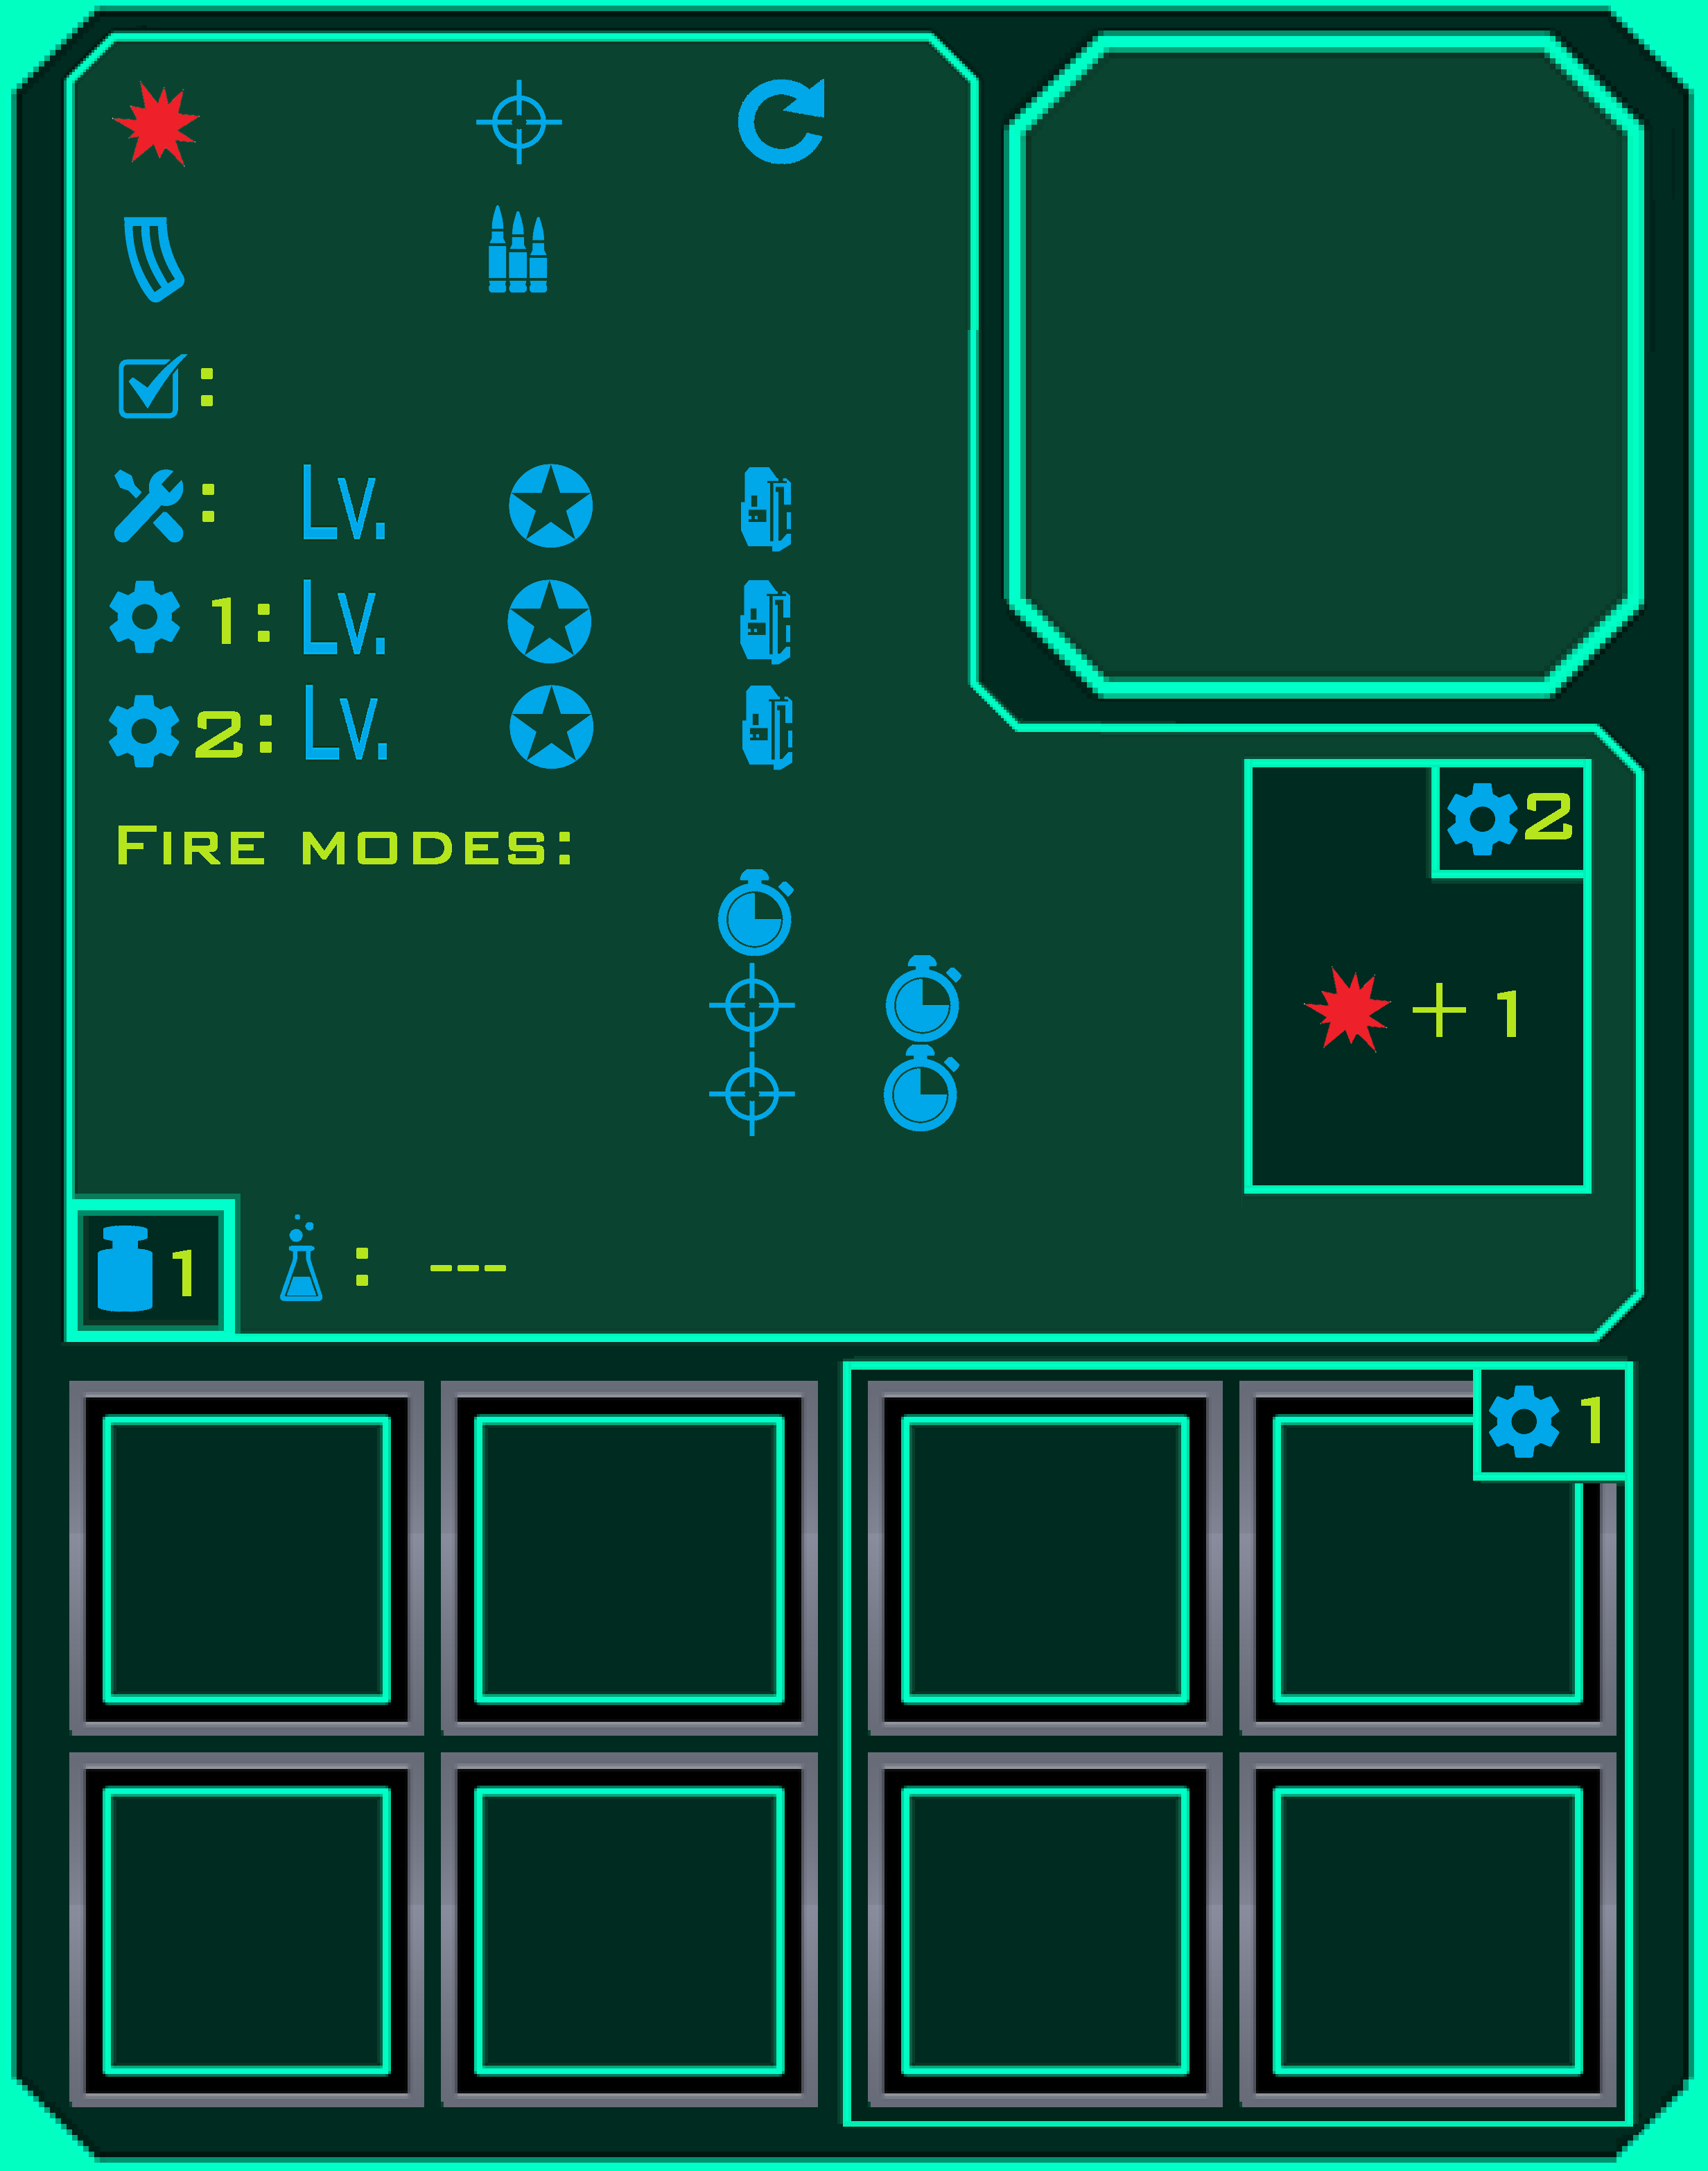 :
: Lv.
1: Lv.
2: Lv.
Fire modes:
2
+ 1
1 : ---
1